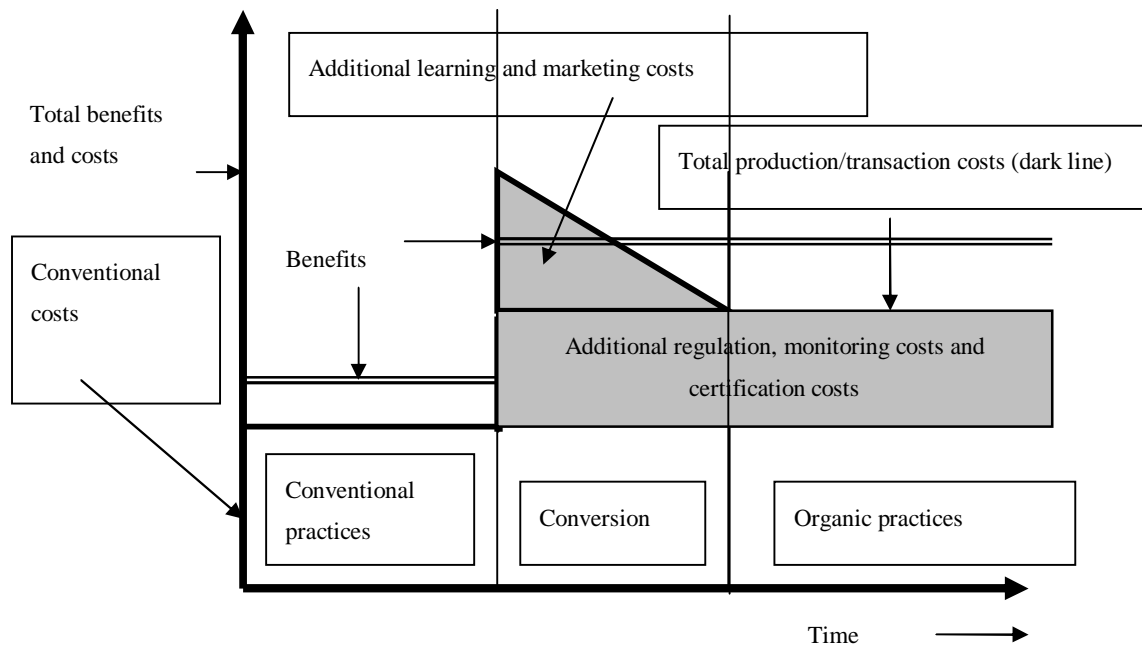 Additional learning and marketing costs
Total benefits
and costs
Total production/transaction costs (dark line)
Conventional
costs
Benefits
Additional regulation, monitoring costs and
certification costs
Conventional
practices
Conversion
Organic practices
Time